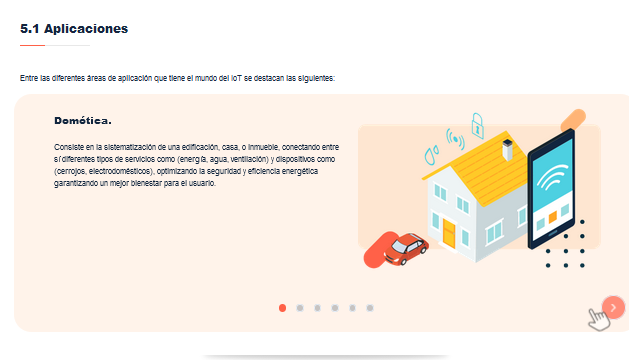 5.1 Aplicaciones
Entre las diferentes áreas de aplicación que tiene el mundo del IoT se destacan las siguientes:
Domótica.
Consiste en la sistematización de una edificación, casa, o inmueble, conectando entre
sí diferentes tipos de servicios como (energía, agua, ventilación) y dispositivos como
(cerrojos, electrodomésticos), optimizando la seguridad y eficiencia energética
garantizando un mejor bienestar para el usuario.